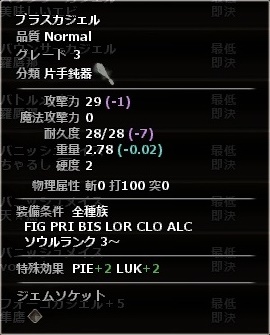 ブラスカジェル
品質 Normal
グレード 3
分類 片手鈍器
攻撃力 29 (-1)
魔法攻撃力 0
耐久度 28/28 (-7)
重量 2.78 (-0.02)
硬度 2
物理属性 斬0 打100 突0
装備条件 全種族
FIG PRI BIS LOR CLO ALC
ソウルランク 3～
特殊効果 PIE+2 LUK+2
ジェムソケット